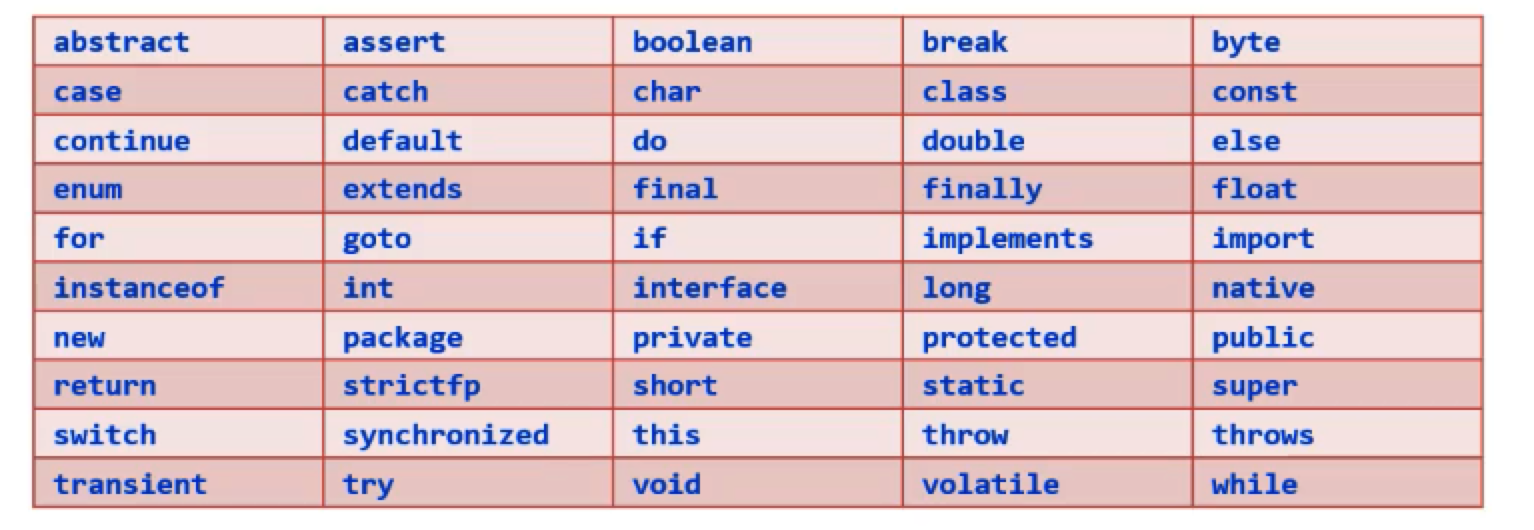 abstract assert boolean break byte
case catch char class const
continue default do double else
enum extends final finally float
for goto if implements import
instanceof int interface long native
new package private protected public
return strictfp short static super
switch synchronized this throw throws
transient try void volatile while